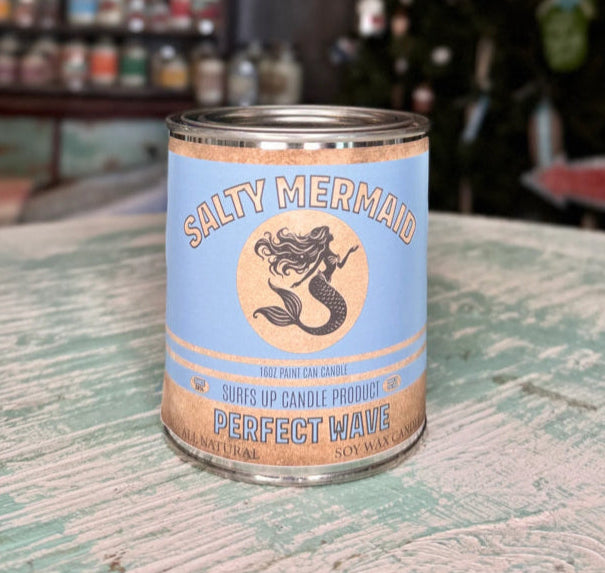 SALTY MERMAID
16OZ PAINT CAN CANDLE
SURFS UP CANDLE PRODUCT
PERFECT WAVE
ALL NATURAL
SOY WAX CANDLE